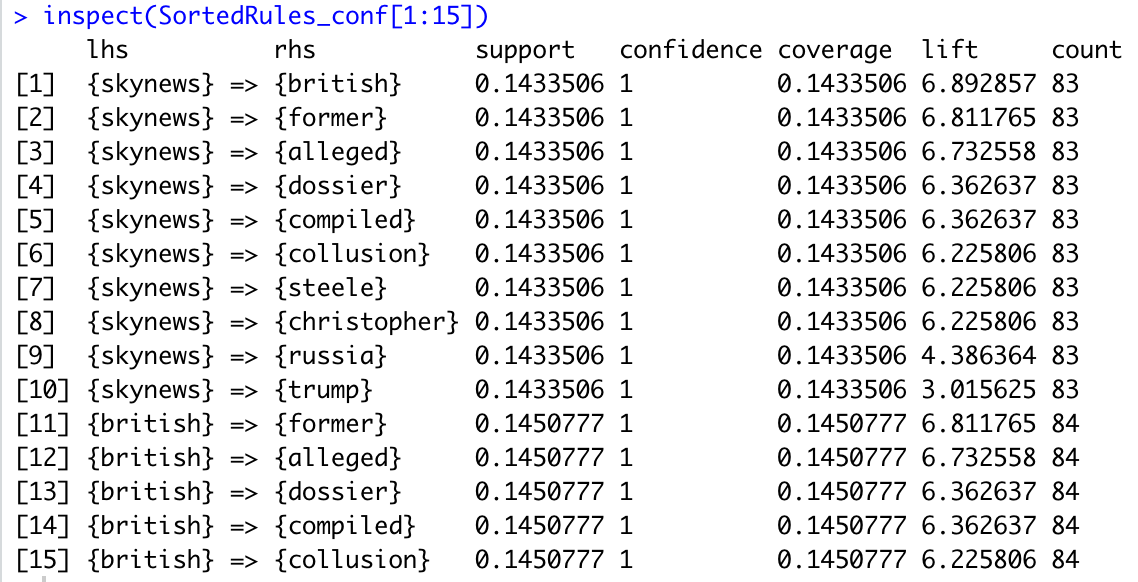 > inspect(SortedRules_conf[1:15])
lhs rhs support confidence coverage lift count
[1] {skynews} => {british} 0.1433506 1 0.1433506 6.892857 83
[2] {skynews} => {former} 0.1433506 1 0.1433506 6.811765 83
[3] {skynews} => {alleged} 0.1433506 1 0.1433506 6.732558 83
[4] {skynews} => {dossier} 0.1433506 1 0.1433506 6.362637 83
[5] {skynews} => {compiled} 0.1433506 1 0.1433506 6.362637 83
[6] {skynews} => {collusion} 0.1433506 1 0.1433506 6.225806 83
[7] {skynews} => {steele} 0.1433506 1 0.1433506 6.225806 83
[8] {skynews} => {christopher} 0.1433506 1 0.1433506 6.225806 83
[9] {skynews} => {russia} 0.1433506 1 0.1433506 4.386364 83
[10] {skynews} => {trump} 0.1433506 1 0.1433506 3.015625 83
[11] {british} => {former} 0.1450777 1 0.1450777 6.811765 84
[12] {british} => {alleged} 0.1450777 1 0.1450777 6.732558 84
[13] {british} => {dossier} 0.1450777 1 0.1450777 6.362637 84
[14] {british} => {compiled} 0.1450777 1 0.1450777 6.362637 84
[15] {british} => {collusion} 0.1450777 1 0.1450777 6.225806 84